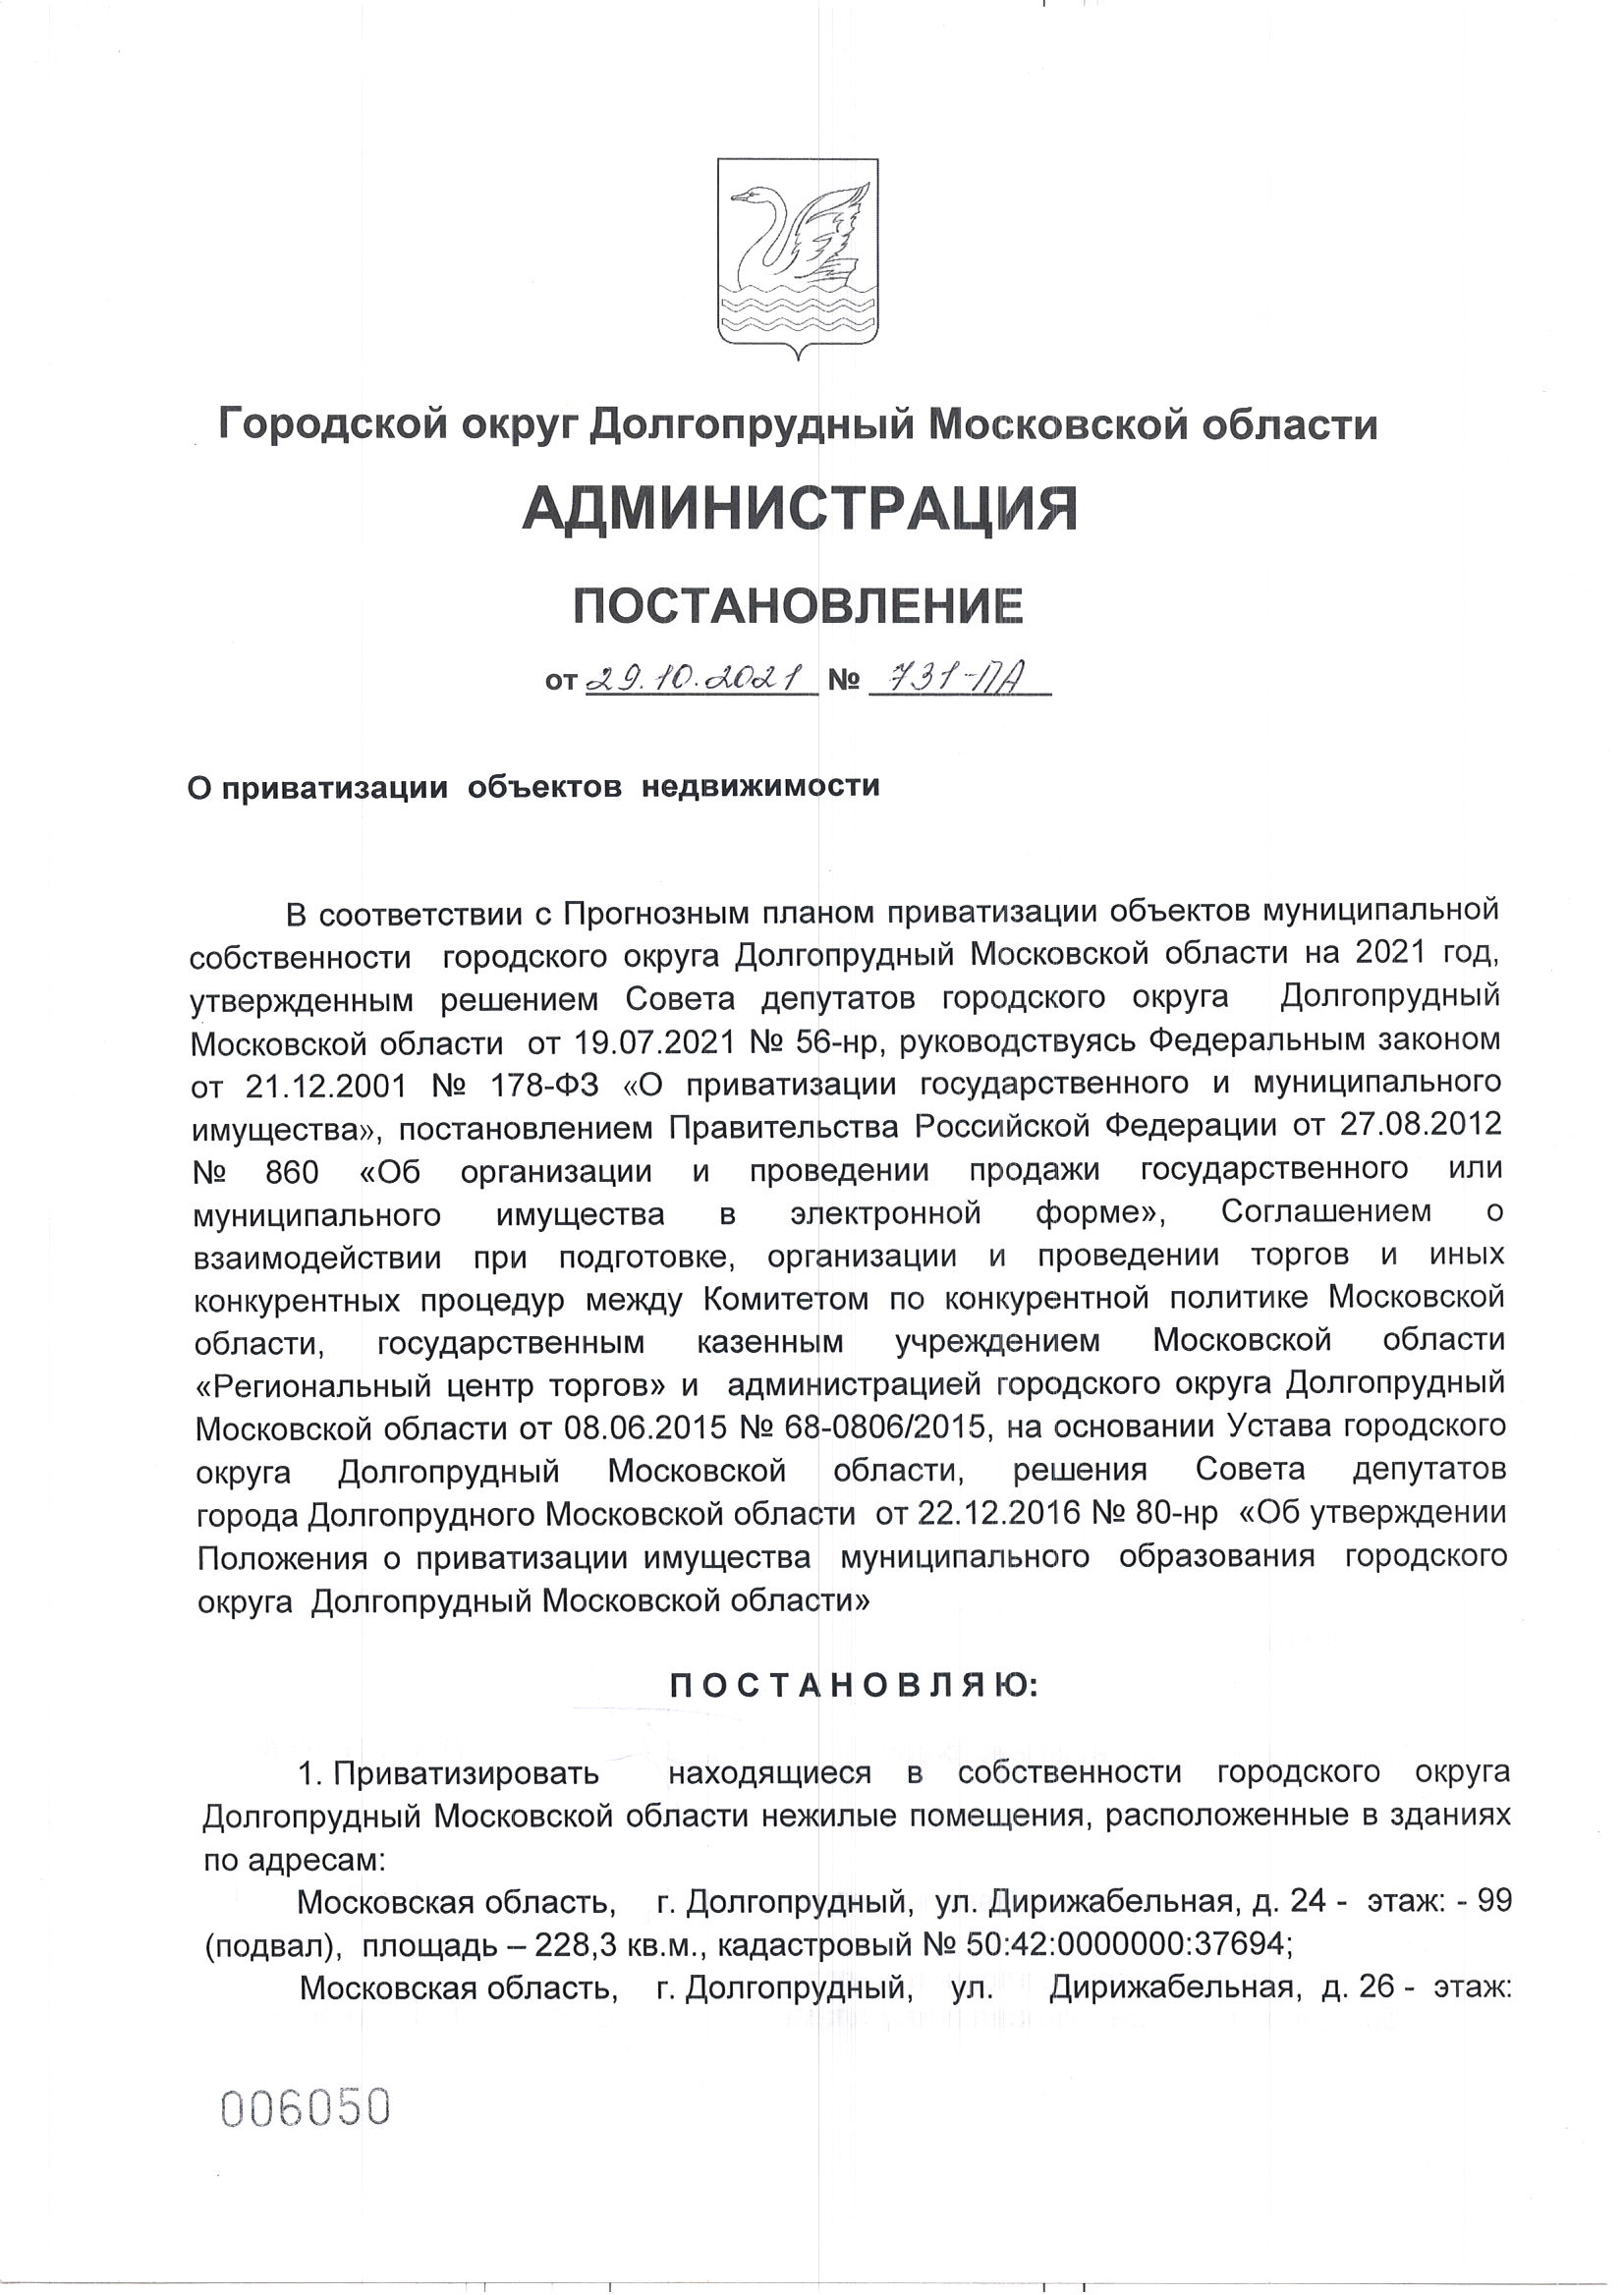 Городской округ Долгопрудный Московской области
АДМИНИСТРАЦИЯ
ПОСТАНОВЛЕНИЕ
от 29.10.2021 № 731-ПА
О приватизации объектов недвижимости
В соответствии с Прогнозным планом приватизации объектов муниципальной
собственности городского округа Долгопрудный Московской области на 2021 год,
утвержденным решением Совета депутатов городского округа Долгопрудный
Московской области от 19.07.2021 № 56-нр, руководствуясь Федеральным законом
от 21.12.2001 № 178-ФЗ «О приватизации государственного и муниципального
имущества», постановлением Правительства Российской Федерации от 27.08.2012
№ 860 «Об организации и проведении продажи государственного или
муниципального имущества в электронной форме», Соглашением о
взаимодействии при подготовке, организации и проведении торгов и иных
конкурентных процедур между Комитетом по конкурентной политике Московской
области, государственным казенным учреждением Московской области
«Региональный центр торгов» и администрацией городского округа Долгопрудный
Московской области от 08.06.2015 № 68-0806/2015, на основании Устава городского
округа Долгопрудный Московской области, решения Совета депутатов
города Долгопрудного Московской области от 22.12.2016 № 80-нр «Об утверждении
Положения о приватизации имущества муниципального образования городского
округа Долгопрудный Московской области»
П О С Т А Н О В Л Я Ю:
1. Приватизировать находящиеся в собственности городского округа
Долгопрудный Московской области нежилые помещения, расположенные в зданиях
по адресам:
Московская область, г. Долгопрудный, ул. Дирижабельная, д. 24 - этаж: - 99
(подвал), площадь – 228,3 кв.м., кадастровый № 50:42:0000000:37694;
Московская область, г. Долгопрудный, ул. Дирижабельная, д. 26 - этаж:
006050